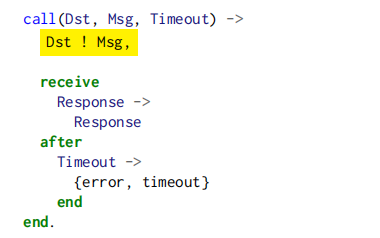 call(Dst, Msg, Timeout) ->
Dst ! Msg,
receive
Response ->
Response
after
Timeout ->
{error, timeout}
end
end.